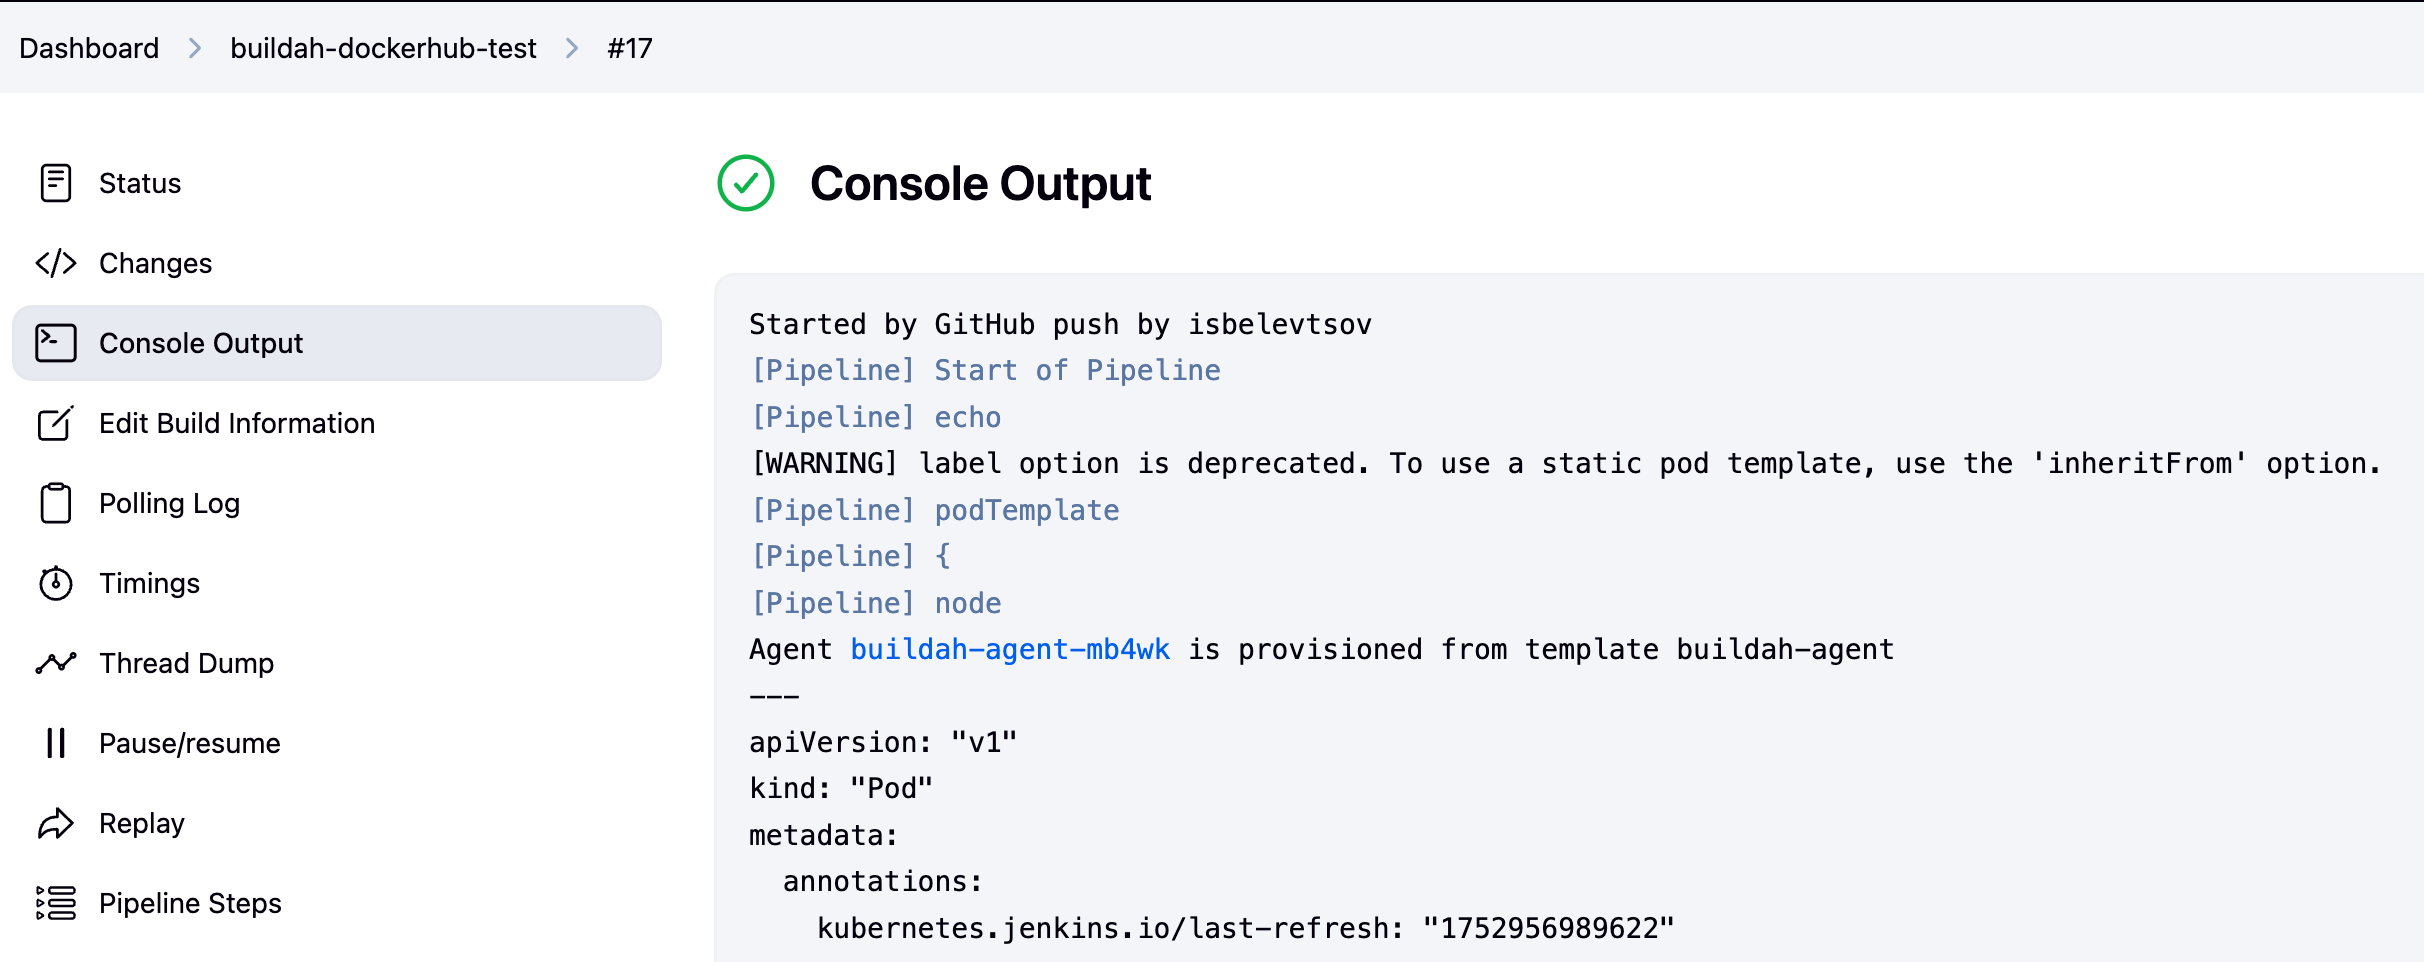 Dashboard > buildah-dockerhub-test > #17
Status
Changes
Console Output
Edit Build Information
Polling Log
Timings
Thread Dump
Pause/resume
Replay
Pipeline Steps
Console Output
Started by GitHub push by isbelevtsov
[Pipeline] Start of Pipeline
[Pipeline] echo
[WARNING] label option is deprecated. To use a static pod template, use the 'inheritFrom' option.
[Pipeline] podTemplate
[Pipeline] {
[Pipeline] node
Agent buildah-agent-mb4wk is provisioned from template buildah-agent
---
apiVersion: "v1"
kind: "Pod"
metadata:
  annotations:
    kubernetes.jenkins.io/last-refresh: "1752956989622"